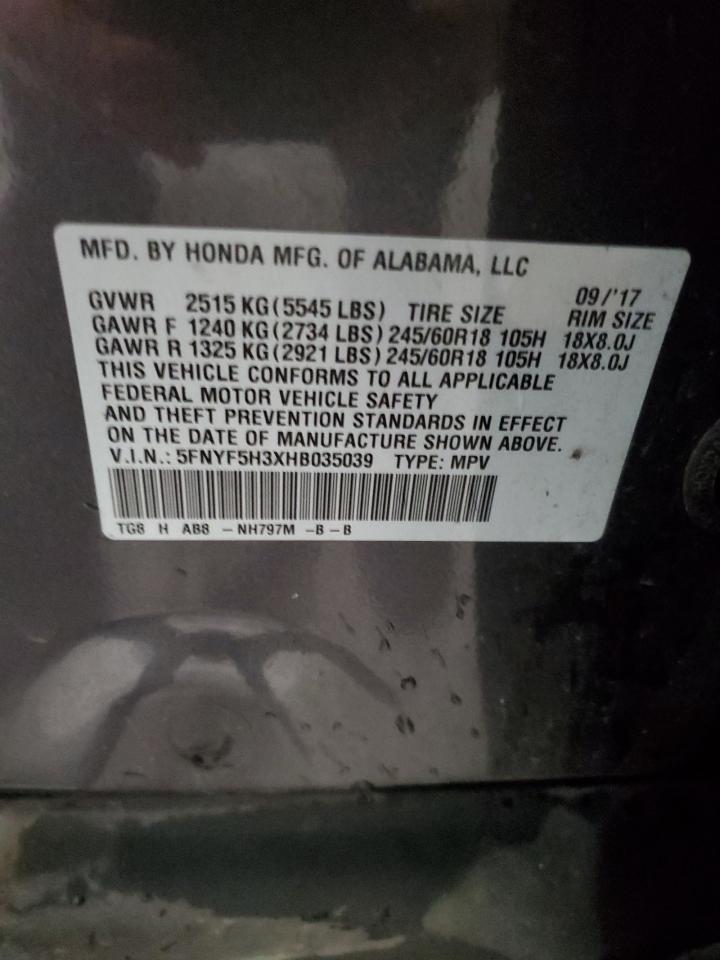 MFD. BY HONDA MFG. OF ALABAMA, LLC
09/'17
GVWR 2515 KG (5545 LBS) TIRE SIZE RIM SIZE
GAWR F 1240 KG (2734 LBS) 245/60R18 105H 18X8.0J
GAWR R 1325 KG (2921 LBS) 245/60R18 105H 18X8.0J
THIS VEHICLE CONFORMS TO ALL APPLICABLE
FEDERAL MOTOR VEHICLE SAFETY
AND THEFT PREVENTION STANDARDS IN EFFECT
ON THE DATE OF MANUFACTURE SHOWN ABOVE.
V.I.N.: 5FNYF5H3XHB035039 TYPE: MPV
TG8 H AB8 -NH797M -B-B